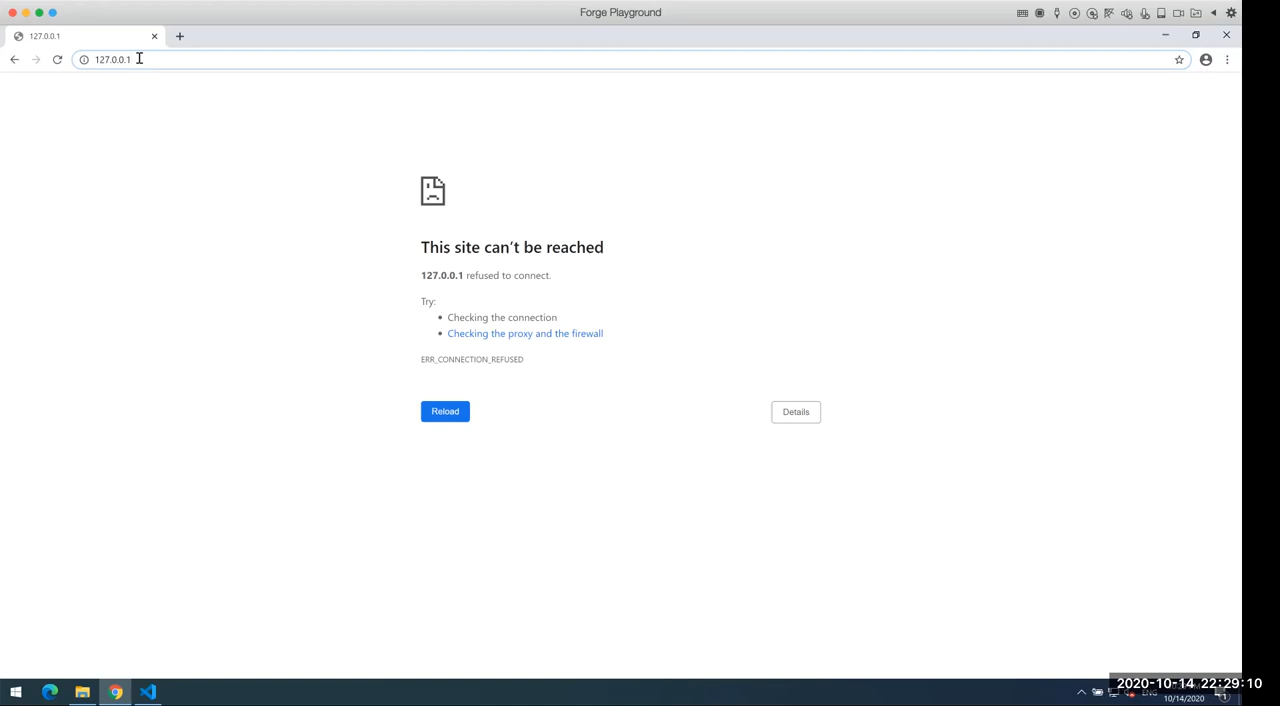 Forge Playground
127.0.0.1
127.0.0.1
This site can't be reached
127.0.0.1 refused to connect.
Try:
• Checking the connection
• Checking the proxy and the firewall
ERR_CONNECTION_REFUSED
Reload
Details
2020-10-14 22:29:10
ENG
10/14/2020